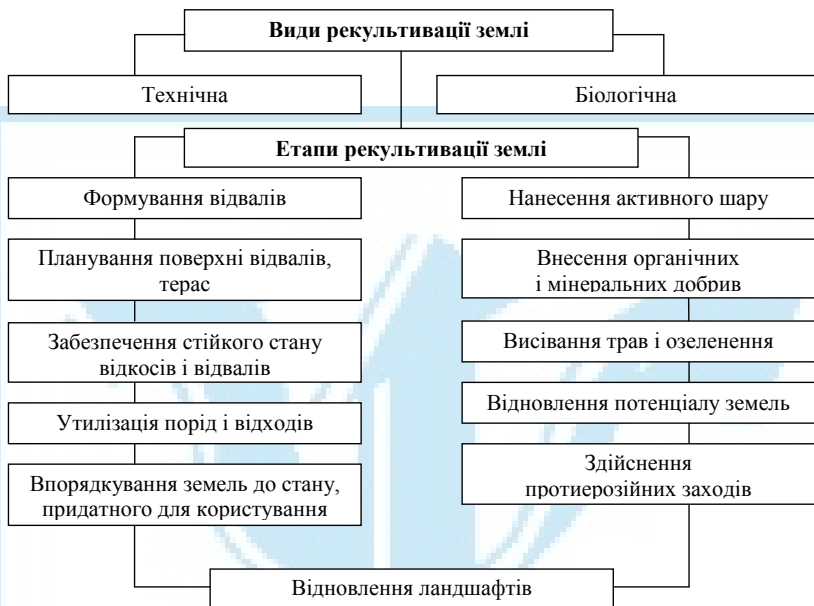 Види рекультивації землі
Технічна
Біологічна
Етапи рекультивації землі
Формування відвалів
Планування поверхні відвалів,
терас
Забезпечення стійкого стану
відкосів і відвалів
Утилізація порід і відходів
Впорядкування земель до стану,
придатного для користування
Нанесення активного шару
Внесення органічних
і мінеральних добрив
Висівання трав і озеленення
Відновлення потенціалу земель
Здійснення
протиерозійних заходів
Відновлення ландшафтів